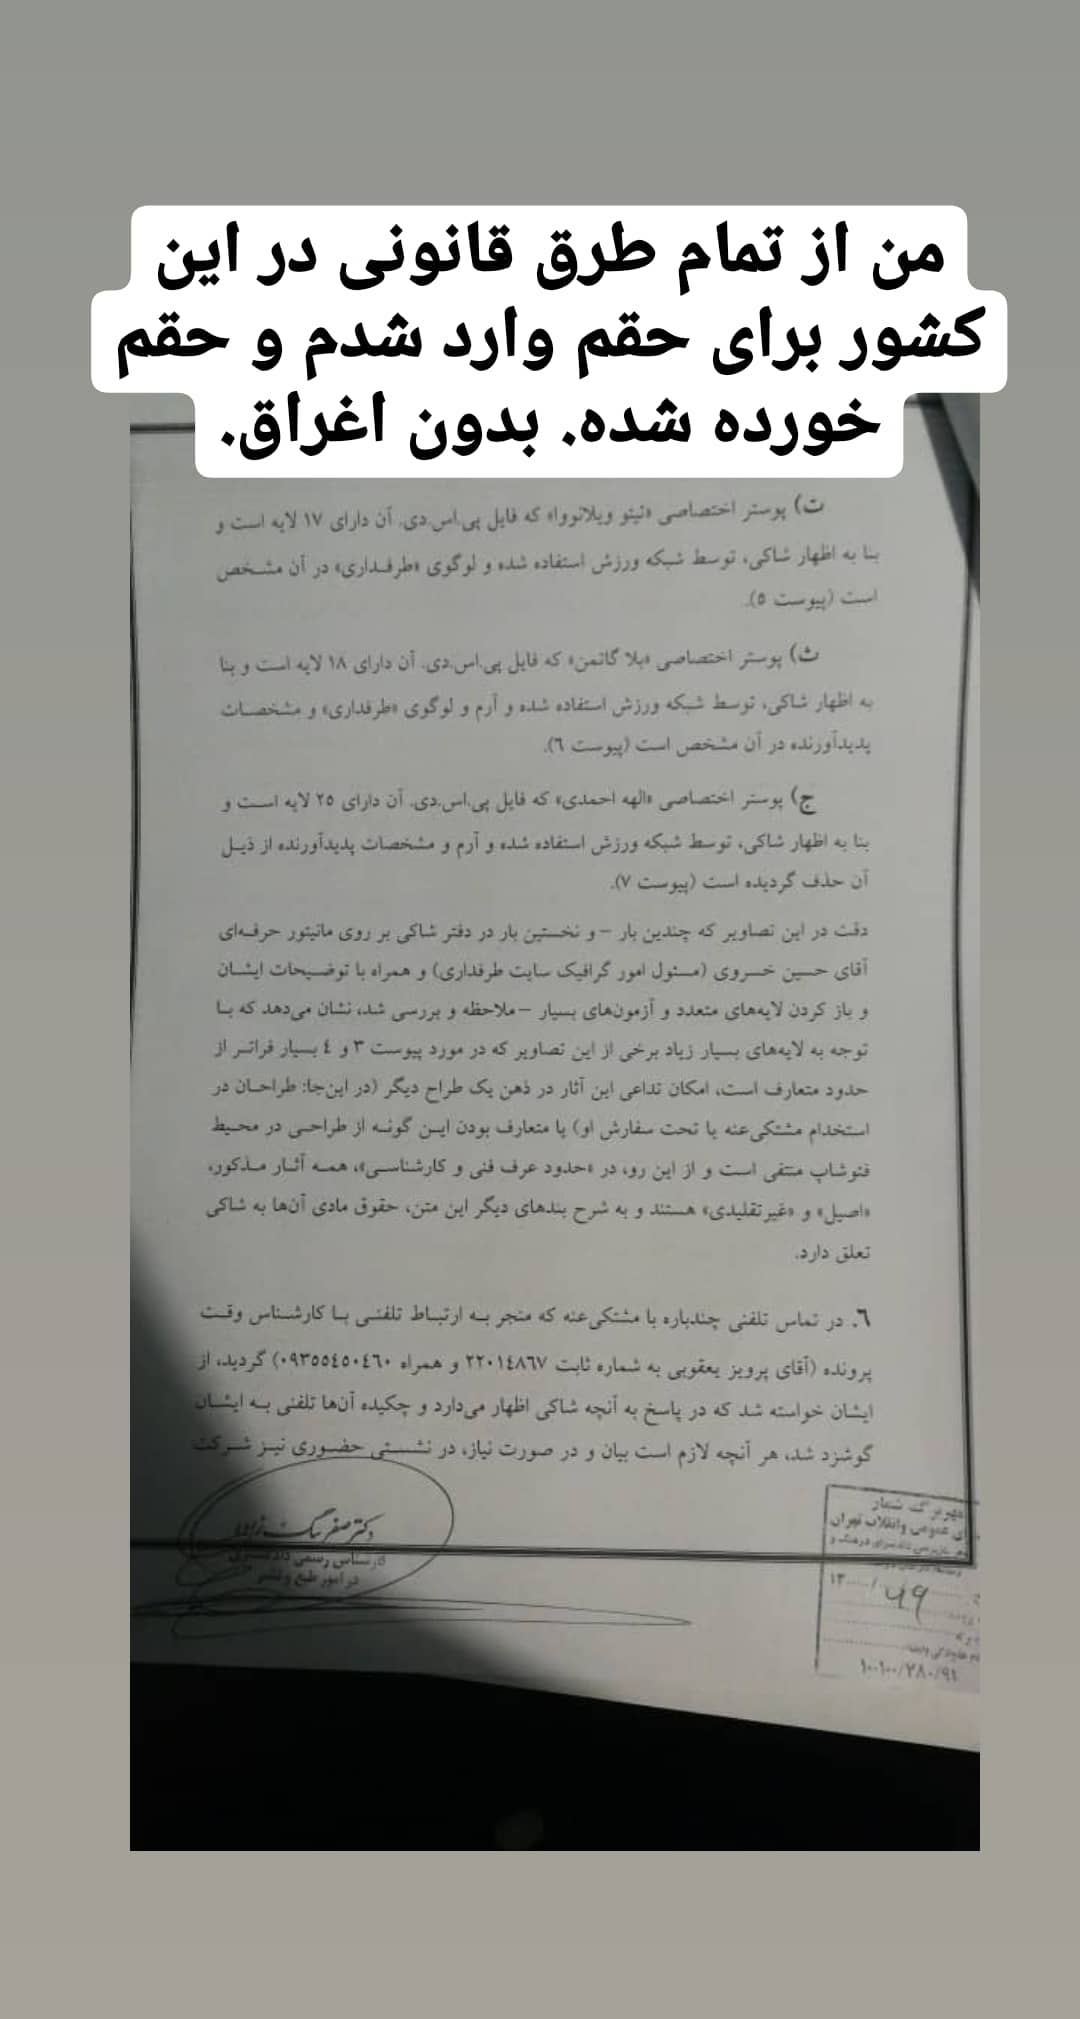 من از تمام طرق قانونی در این
کشور برای حقم وارد شدم و حقم
خورده شده. بدون اغراق.
ت) پوستر اختصاصی «تیتو ویلانووا» که فایل پی.اس.دی. آن دارای ۱۷ لایه است و
بنا به اظهار شاکی، توسط شبکه ورزش استفاده شده و لوگوی «طرفداری» در آن مشخص
است (پیوست ۵).
ث) پوستر اختصاصی «بلا گاتمن» که فایل پی.اس.دی. آن دارای ۱۸ لایه است و بنا
به اظهار شاکی، توسط شبکه ورزش استفاده شده و آرم و لوگوی «طرفداری» و مشخصات
پدیدآورنده در آن مشخص است (پیوست ٦).
ج) پوستر اختصاصی «الهه احمدی» که فایل پی.اس.دی. آن دارای ۲۵ لایه است و
بنا به اظهار شاکی، توسط شبکه ورزش استفاده شده و آرم و مشخصات پدیدآورنده از ذیل
آن حذف گردیده است (پیوست ۷).
دقت در این تصاویر که چندین بار – و نخستین بار در دفتر شاکی بر روی مانیتور حرفه‌ای
آقای حسین خسروی (مسئول امور گرافیک سایت طرفداری) و همراه با توضیحات ایشان
و باز کردن لایه‌های متعدد و آزمون‌های بسیار – ملاحظه و بررسی شد، نشان می‌دهد که با
توجه به لایه‌های بسیار زیاد برخی از این تصاویر که در مورد پیوست ۳ و ٤ بسیار فراتر از
حدود متعارف است، امکان تداعی این آثار در ذهن یک طراح دیگر (در این‌جا: طراحان در
استخدام مشتکی‌عنه یا تحت سفارش او) یا متعارف بودن این گونه از طراحی در محیط
فتوشاپ منتفی است و از این رو، در «حدود عرف فنی و کارشناسی»، همه آثار مذکور،
«اصیل» و «غیرتقلیدی» هستند و به شرح بندهای دیگر این متن، حقوق مادی آن‌ها به شاکی
تعلق دارد.
٦. در تماس تلفنی چندباره با مشتکی‌عنه که منجر به ارتباط تلفنی با کارشناس وقت
پرونده (آقای پرویز یعقوبی به شماره ثابت ۲۲۰۱٤۸٦۷ و همراه ۰۹۳۵۵٤۵۰٤٦۰) گردید، از
ایشان خواسته شد که در پاسخ به آنچه شاکی اظهار می‌دارد و چکیده آن‌ها تلفنی به ایشان
گوشزد شد، هر آنچه لازم است بیان و در صورت نیاز، در نشستی حضوری نیز شرکت
دکتر صفر بیگ زاده
کارشناس رسمی دادگستری
در امور طبع و نشر
مهر برگ شمار
ی عمومی و انقلاب تهران
۱۰۰۱۰۰/۲۸۰/۹۱